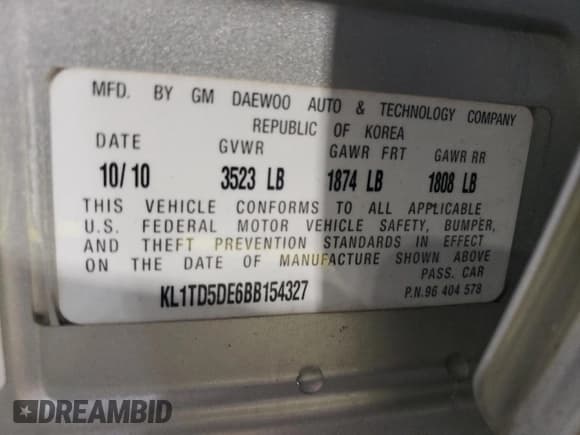 MFD. BY GM DAEWOO AUTO & TECHNOLOGY COMPANY
REPUBLIC OF KOREA
DATE GVWR GAWR FRT GAWR RR
10/10 3523 LB 1874 LB 1808 LB
THIS VEHICLE CONFORMS TO ALL APPLICABLE
U.S. FEDERAL MOTOR VEHICLE SAFETY, BUMPER,
AND THEFT PREVENTION STANDARDS IN EFFECT
ON THE DATE OF MANUFACTURE SHOWN ABOVE
PASS. CAR
KL1TD5DE6BB154327 P.N.96 404 578
DREAMBID